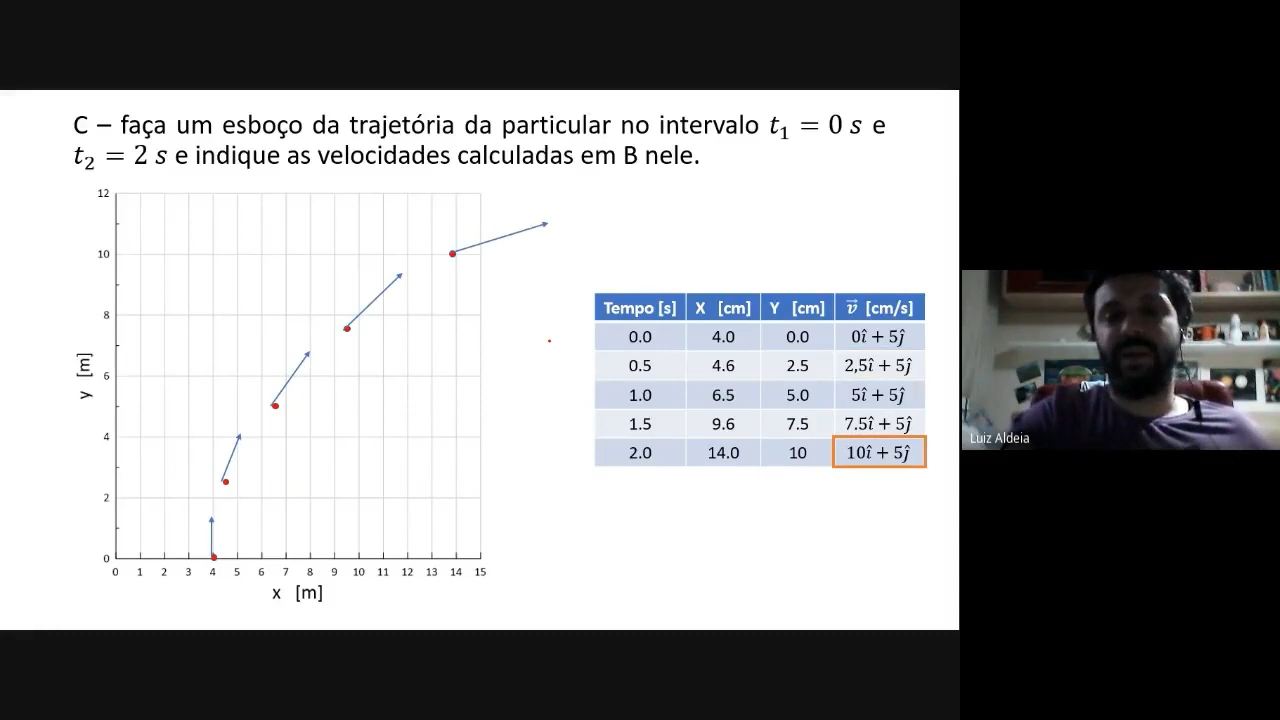 C – faça um esboço da trajetória da particular no intervalo t₁ = 0 s e
t₂ = 2 s e indique as velocidades calculadas em B nele.
12
10
8
6
4
2
0
y [m]
0 1 2 3 4 5 6 7 8 9 10 11 12 13 14 15
x [m]
Tempo [s] X [cm] Y [cm] v⃗ [cm/s]
0.0 4.0 0.0 0î + 5ĵ
0.5 4.6 2.5 2,5î + 5ĵ
1.0 6.5 5.0 5î + 5ĵ
1.5 9.6 7.5 7.5î + 5ĵ
2.0 14.0 10 10î + 5ĵ
Luiz Aldeia